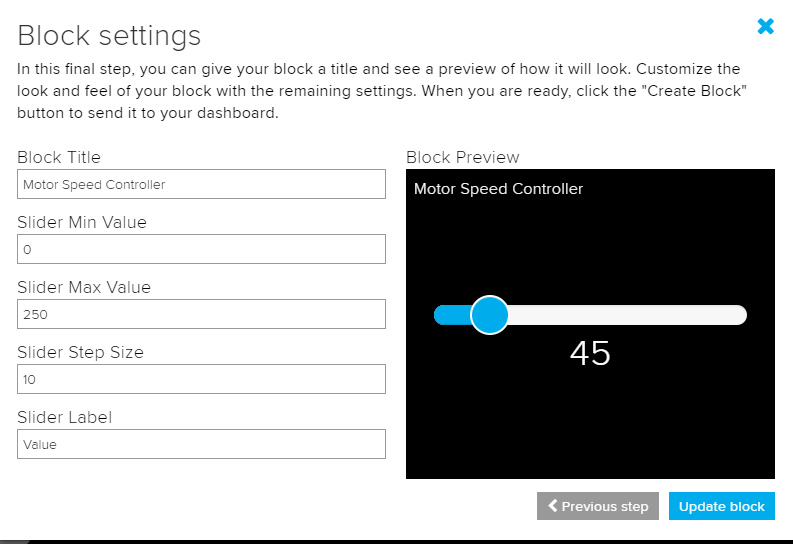 Block settings
In this final step, you can give your block a title and see a preview of how it will look. Customize the
look and feel of your block with the remaining settings. When you are ready, click the "Create Block"
button to send it to your dashboard.
Block Title
Motor Speed Controller
Slider Min Value
0
Slider Max Value
250
Slider Step Size
10
Slider Label
Value
Block Preview
Motor Speed Controller
45
Previous step
Update block